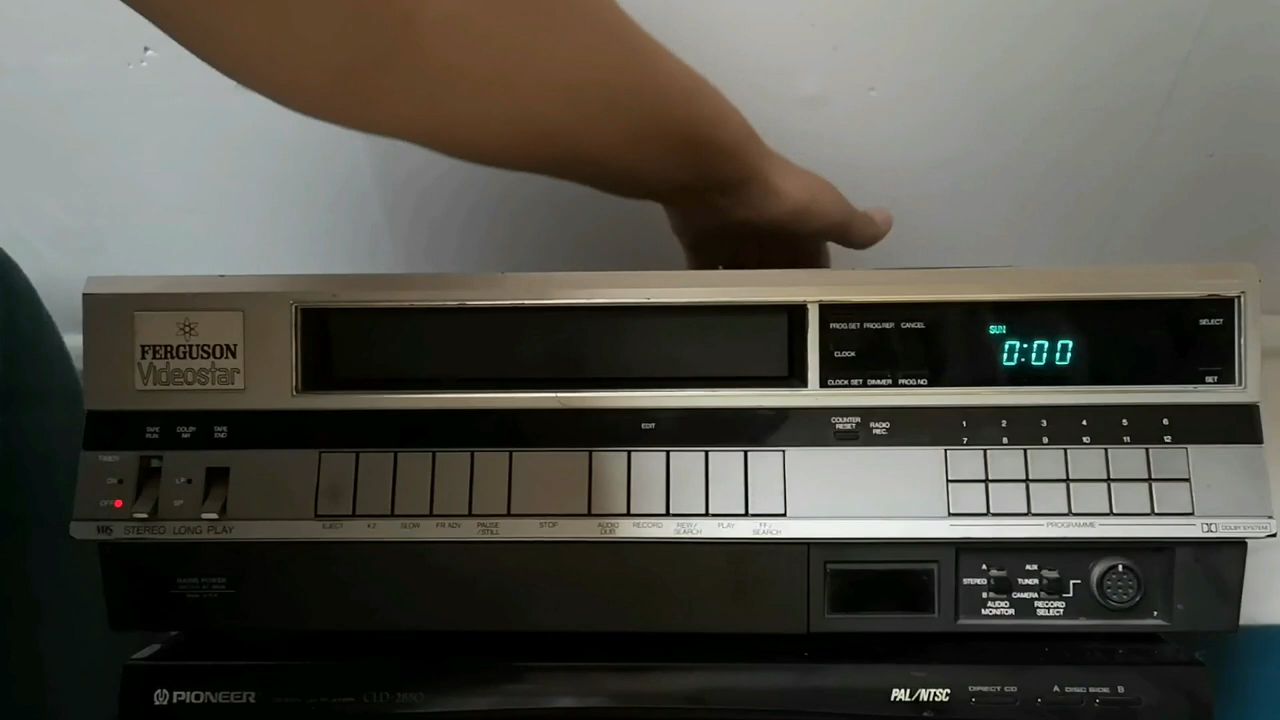 FERGUSON
Videostar
PROG.SET PROG.REP. CANCEL
CLOCK
CLOCK SET DIMMER PROG.NO
SUN
0:00
SELECT
SET
TAPE RUN
DOLBY NR
TAPE END
EDIT
COUNTER RESET
RADIO REC.
1 2 3 4 5 6
7 8 9 10 11 12
TIMER
ON
OFF
LP
SP
VHS STEREO LONG PLAY
EJECT
X2
SLOW
FR ADV
PAUSE /STILL
STOP
AUDIO DUB
RECORD
REW/ SEARCH
PLAY
FF/ SEARCH
PROGRAMME
DOLBY SYSTEM
MAINS POWER
A
STEREO
B
AUDIO MONITOR
AUX
TUNER
CAMERA
RECORD SELECT
PIONEER
PAL/NTSC
DIRECT CD
A DISC SIDE B